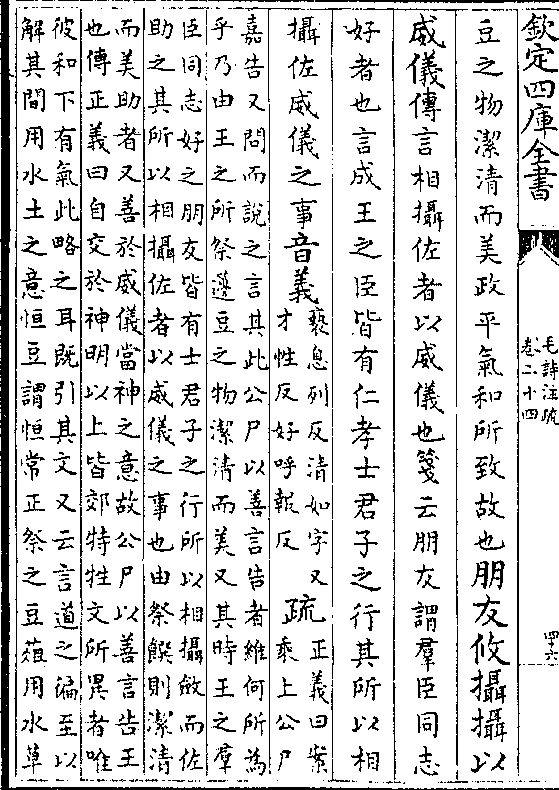 欽定四庫全書
毛詩注疏
卷二十四
四六
豆之物潔清而美政平氣和所致故也朋友攸攝攝以
威儀傳言相攝佐者以威儀也箋云朋友謂羣臣同志
好者也言成王之臣皆有仁孝士君子之行其所以相
攝佐威儀之事音義
褻息列反清如字又
才性反好呼報反
疏
正義曰案
乘上公尸
嘉告又問而説之言其此公尸以善言告者維何所為
乎乃由王之所祭籩豆之物潔清而美又其時王之羣
臣同志好之朋友皆有士君子之行所以相攝斂而佐
助之其所以相攝佐者以威儀之事也由祭饌則潔清
而美助者又善於威儀當神之意故公尸以善言告王
也傳正義曰自交於神明以上皆郊特牲文所異者唯
彼和下有氣此略之耳既引其文又云言道之徧至以
解其間用水土之意恒豆謂恒常正祭之豆葅用水草